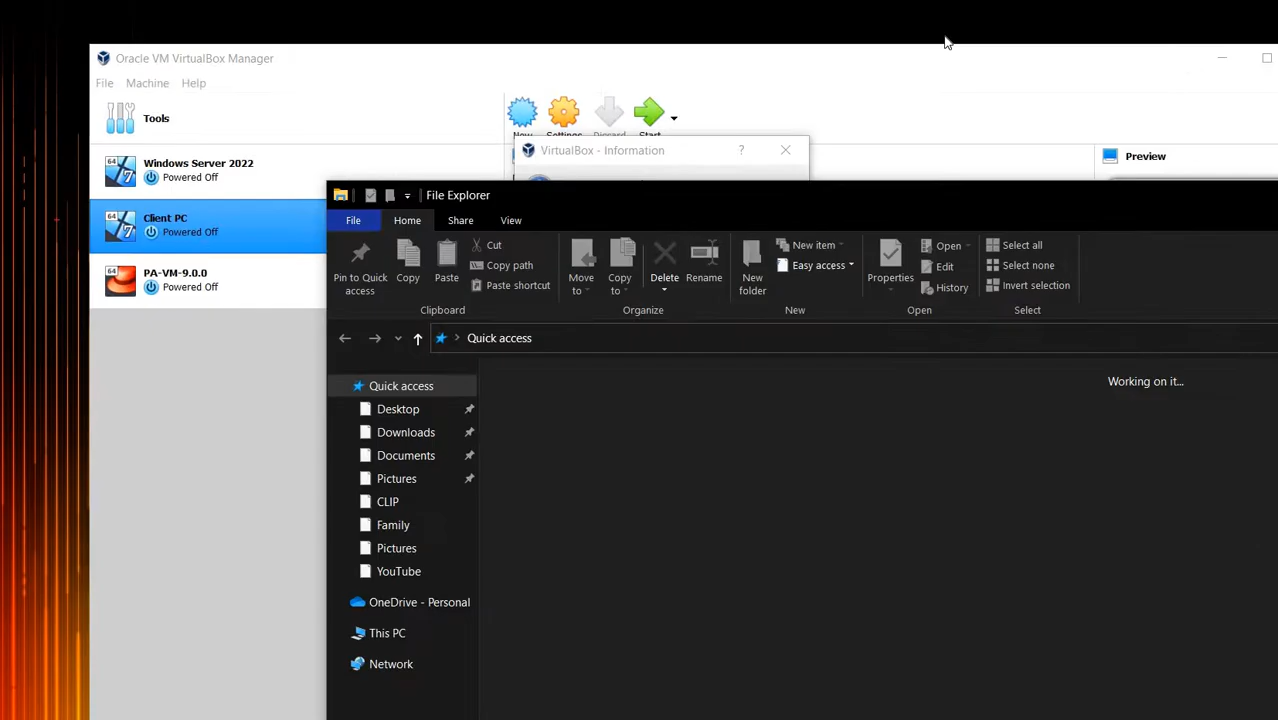 Oracle VM VirtualBox Manager
File Machine Help
Tools
New Settings Discard Start
VirtualBox - Information ?
Preview
64 Windows Server 2022
Powered Off
64 Client PC
Powered Off
64 PA-VM-9.0.0
Powered Off
File Explorer
File Home Share View
Pin to Quick access
Copy
Paste
Cut
Copy path
Paste shortcut
Clipboard
Move to
Copy to
Delete
Rename
Organize
New folder
New item
Easy access
New
Properties
Open
Edit
History
Open
Select all
Select none
Invert selection
Select
Quick access
Working on it...
Quick access
Desktop
Downloads
Documents
Pictures
CLIP
Family
Pictures
YouTube
OneDrive - Personal
This PC
Network